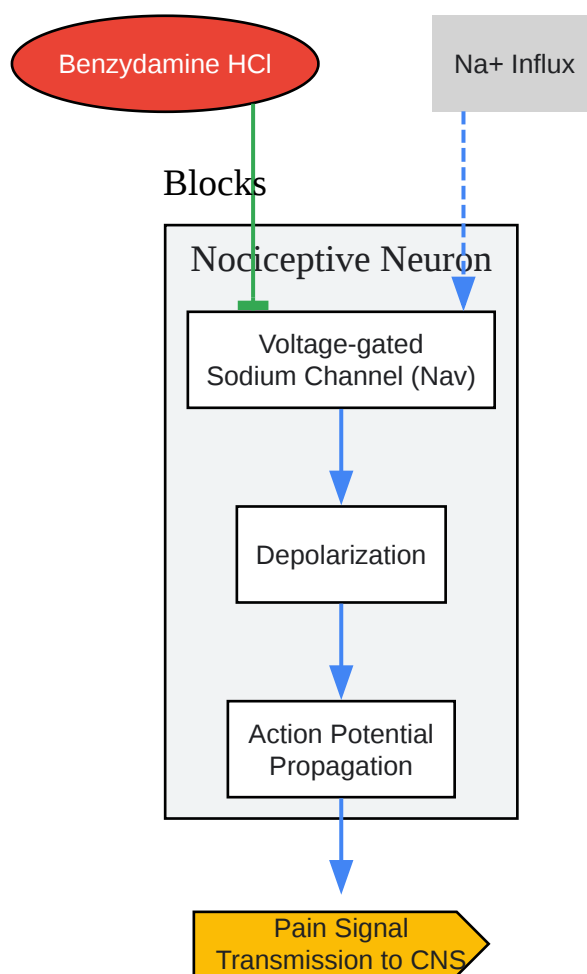 Benzydamine HCl
Na+ Influx
Blocks
Nociceptive Neuron
Voltage-gated
Sodium Channel (Nav)
Depolarization
Action Potential
Propagation
Pain Signal
Transmission to CNS